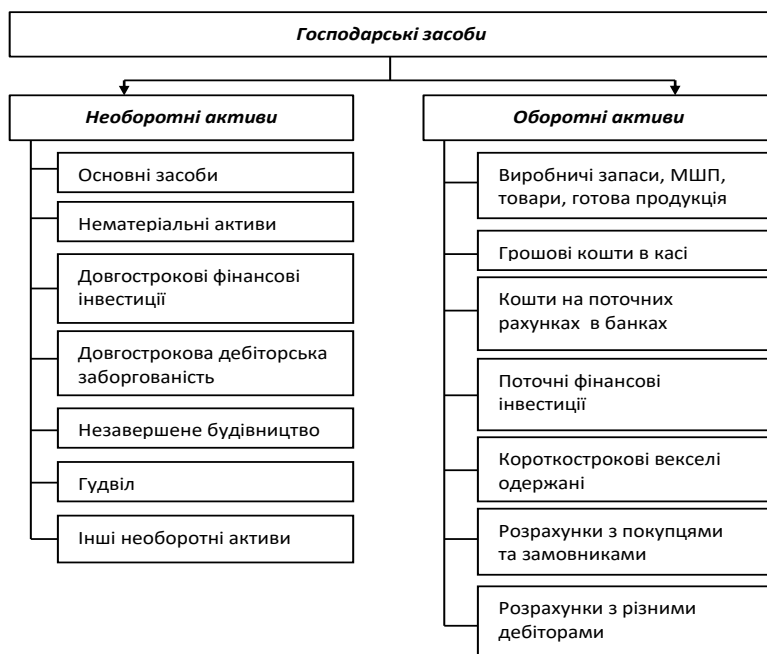 Господарські засоби
Необоротні активи
Основні засоби
Нематеріальні активи
Довгострокові фінансові
інвестиції
Довгострокова дебіторська
заборгованість
Незавершене будівництво
Гудвіл
Інші необоротні активи
Оборотні активи
Виробничі запаси, МШП,
товари, готова продукція
Грошові кошти в касі
Кошти на поточних
рахунках в банках
Поточні фінансові
інвестиції
Короткострокові векселі
одержані
Розрахунки з покупцями
та замовниками
Розрахунки з різними
дебіторами